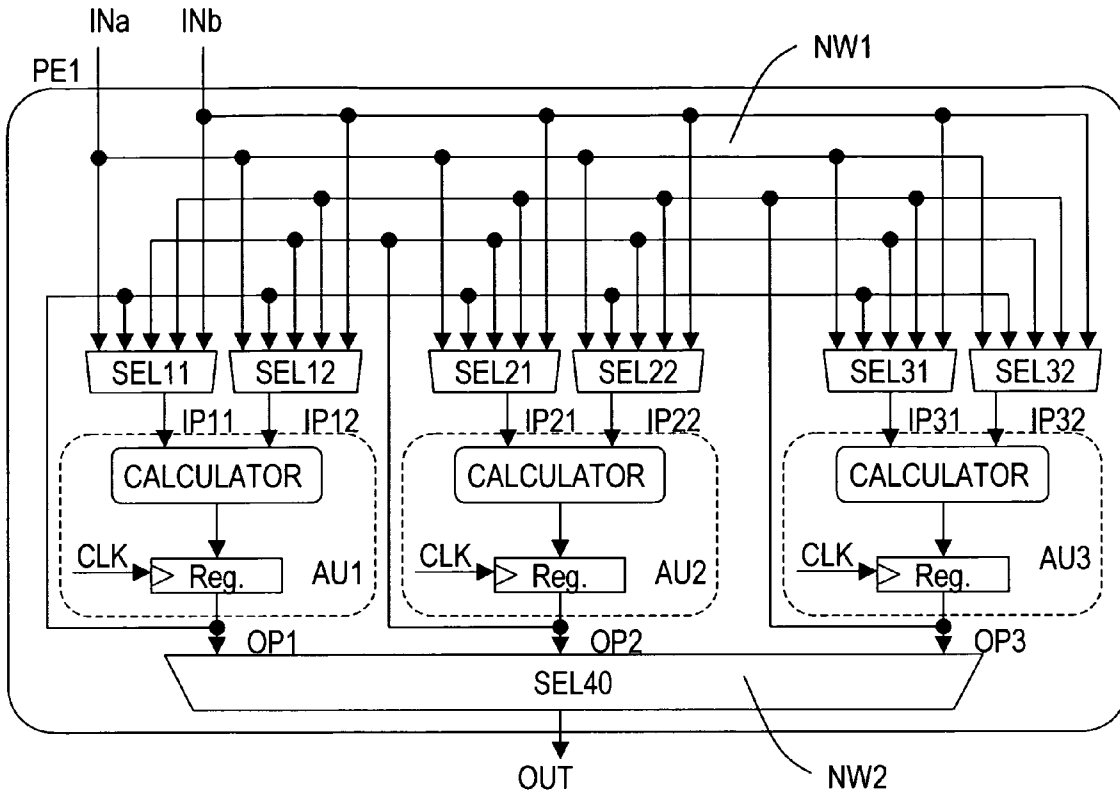 INa INb
NW1
PE1
SEL11 SEL12 SEL21 SEL22 SEL31 SEL32
IP11 IP12 IP21 IP22 IP31 IP32
CALCULATOR CALCULATOR CALCULATOR
CLK Reg. AU1 CLK Reg. AU2 CLK Reg. AU3
OP1 OP2 OP3
SEL40
OUT NW2